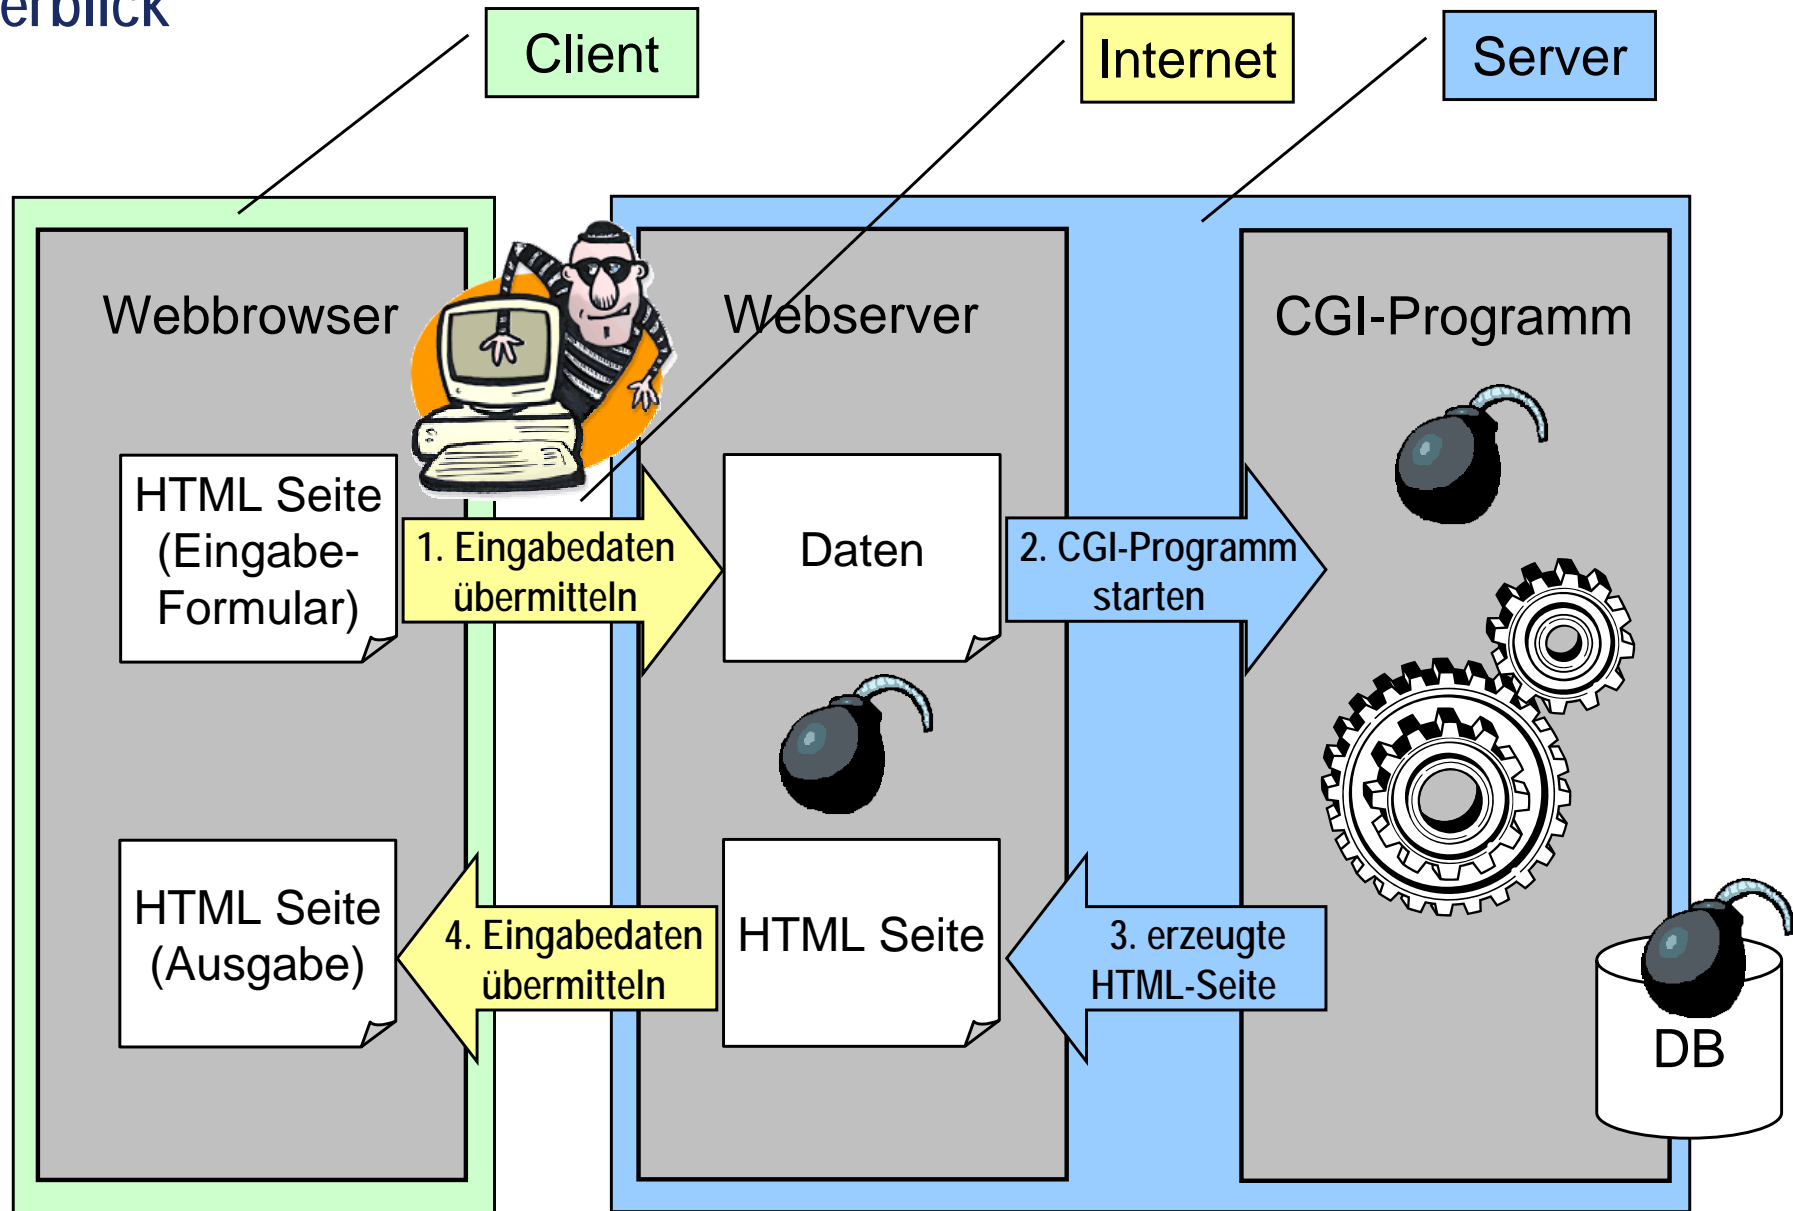 erblick
Client
Internet
Server
Webbrowser
Webserver
CGI-Programm
HTML Seite
(Eingabe-
Formular)
1. Eingabedaten
übermitteln
Daten
2. CGI-Programm
starten
HTML Seite
(Ausgabe)
4. Eingabedaten
übermitteln
HTML Seite
3. erzeugte
HTML-Seite
DB